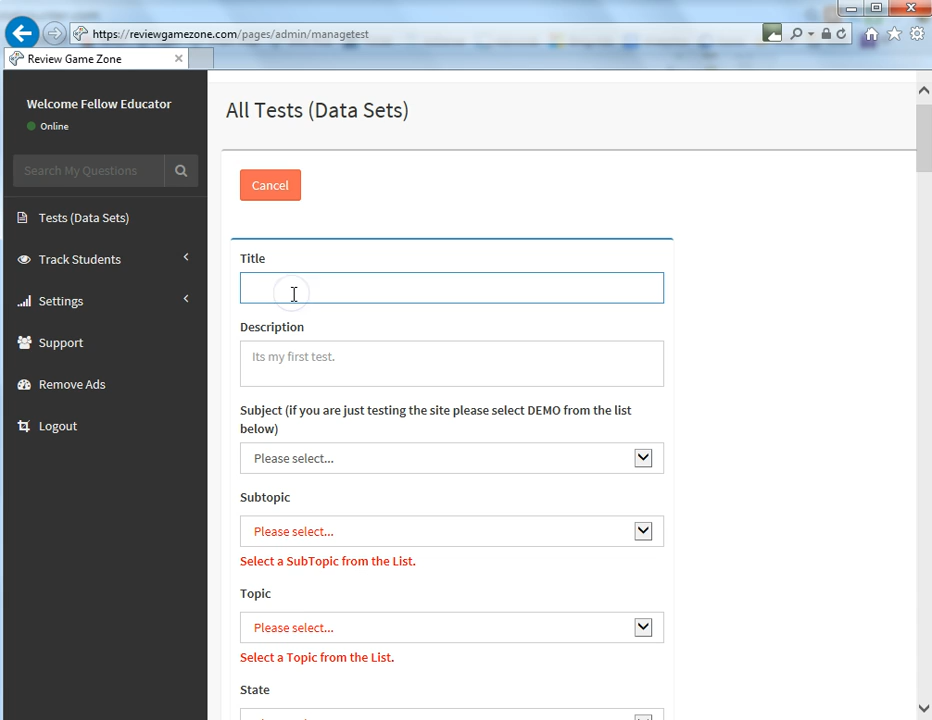 https://reviewgamezone.com/pages/admin/managetest
Review Game Zone
Welcome Fellow Educator
Online
Search My Questions
Tests (Data Sets)
Track Students
Settings
Support
Remove Ads
Logout
All Tests (Data Sets)
Cancel
Title
Description
Its my first test.
Subject (if you are just testing the site please select DEMO from the list
below)
Please select...
Subtopic
Please select...
Select a SubTopic from the List.
Topic
Please select...
Select a Topic from the List.
State